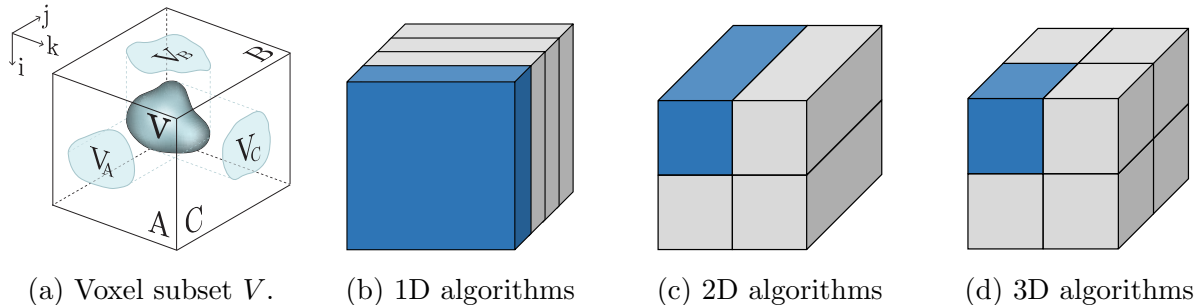 j
k
i
B
V_B
V
V_A
V_C
A
C
(a) Voxel subset V.
(b) 1D algorithms
(c) 2D algorithms
(d) 3D algorithms